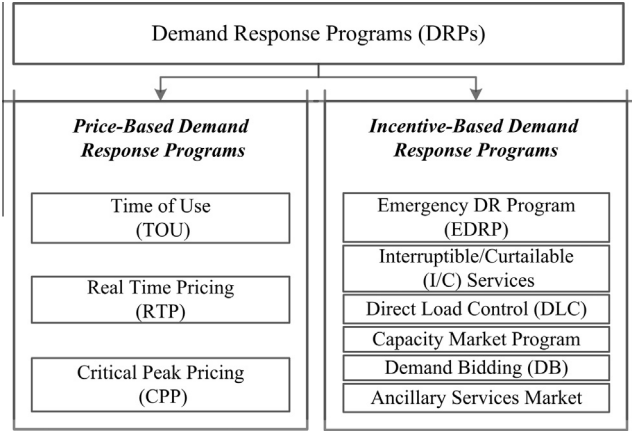 Demand Response Programs (DRPs)
Price-Based Demand
Response Programs
Time of Use
(TOU)
Real Time Pricing
(RTP)
Critical Peak Pricing
(CPP)
Incentive-Based Demand
Response Programs
Emergency DR Program
(EDRP)
Interruptible/Curtailable
(I/C) Services
Direct Load Control (DLC)
Capacity Market Program
Demand Bidding (DB)
Ancillary Services Market